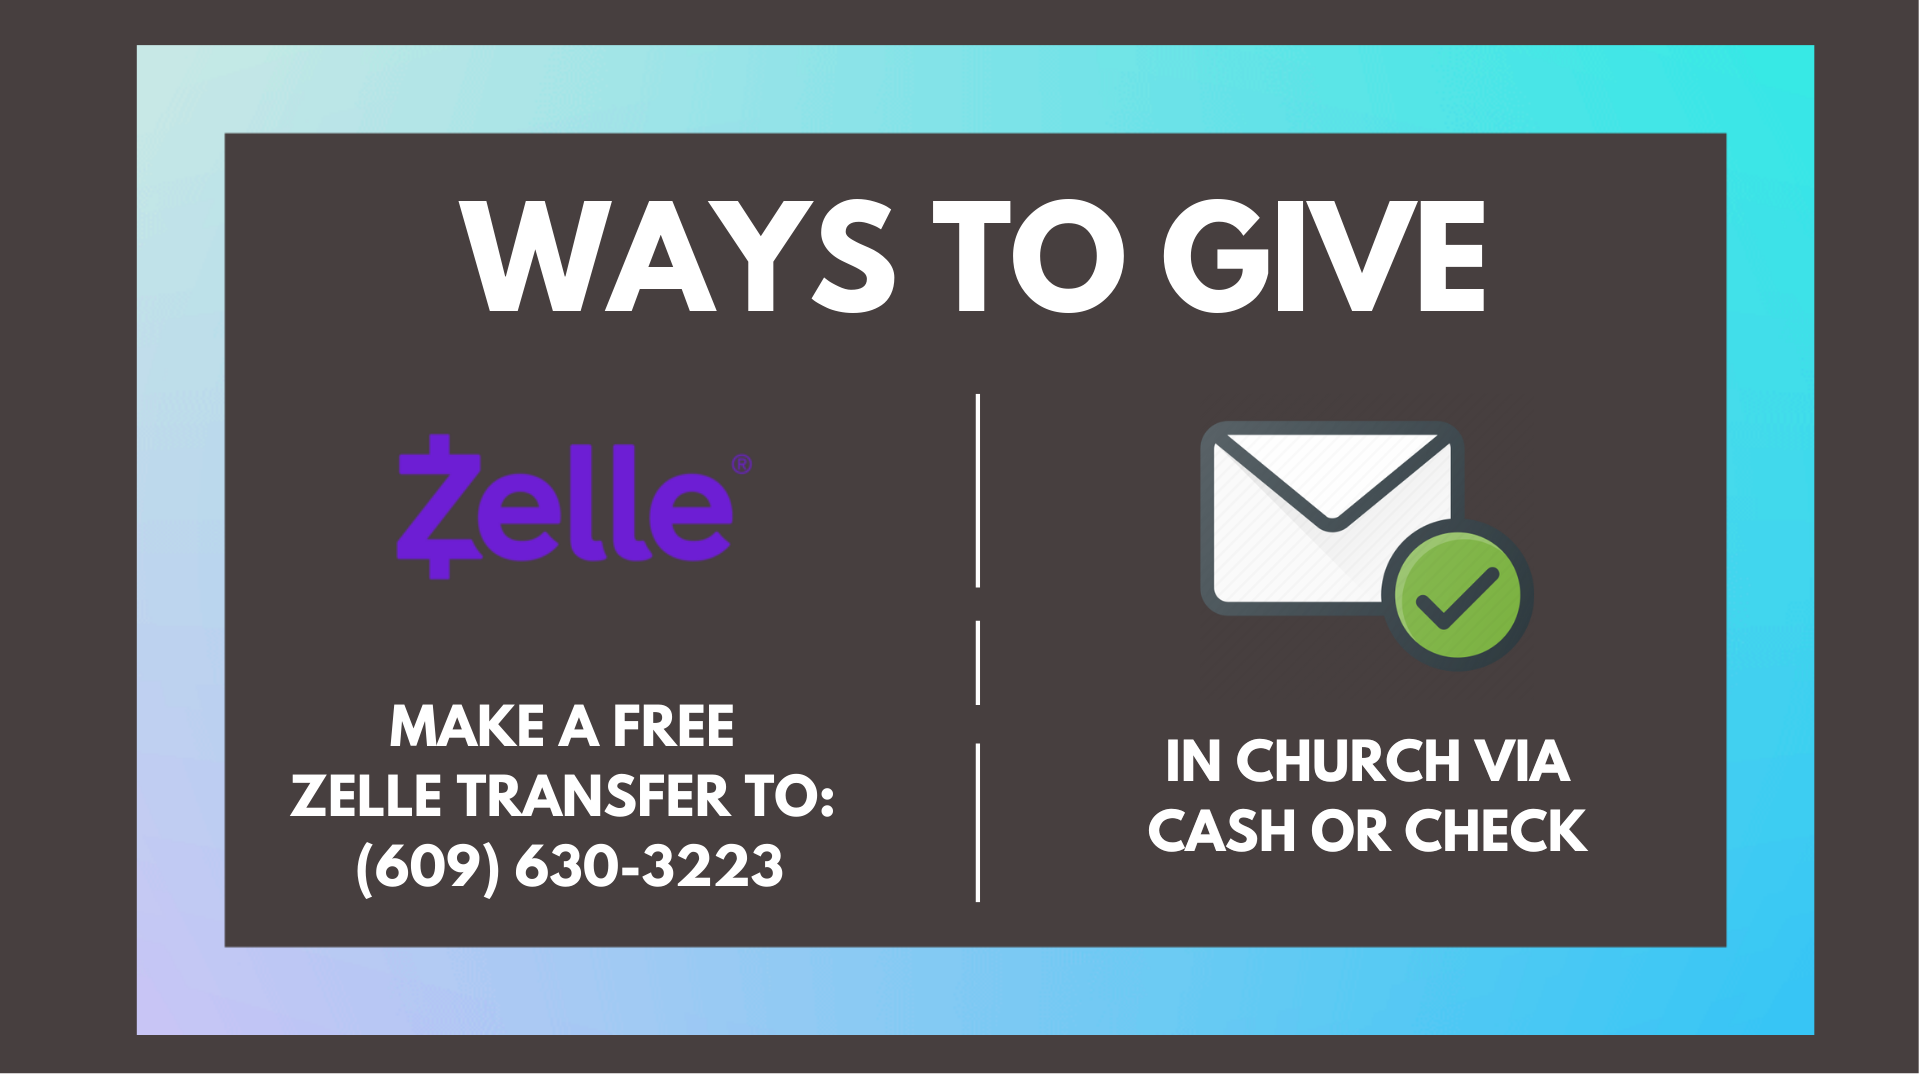 WAYS TO GIVE
Zelle®
MAKE A FREE
ZELLE TRANSFER TO:
(609) 630-3223
IN CHURCH VIA
CASH OR CHECK